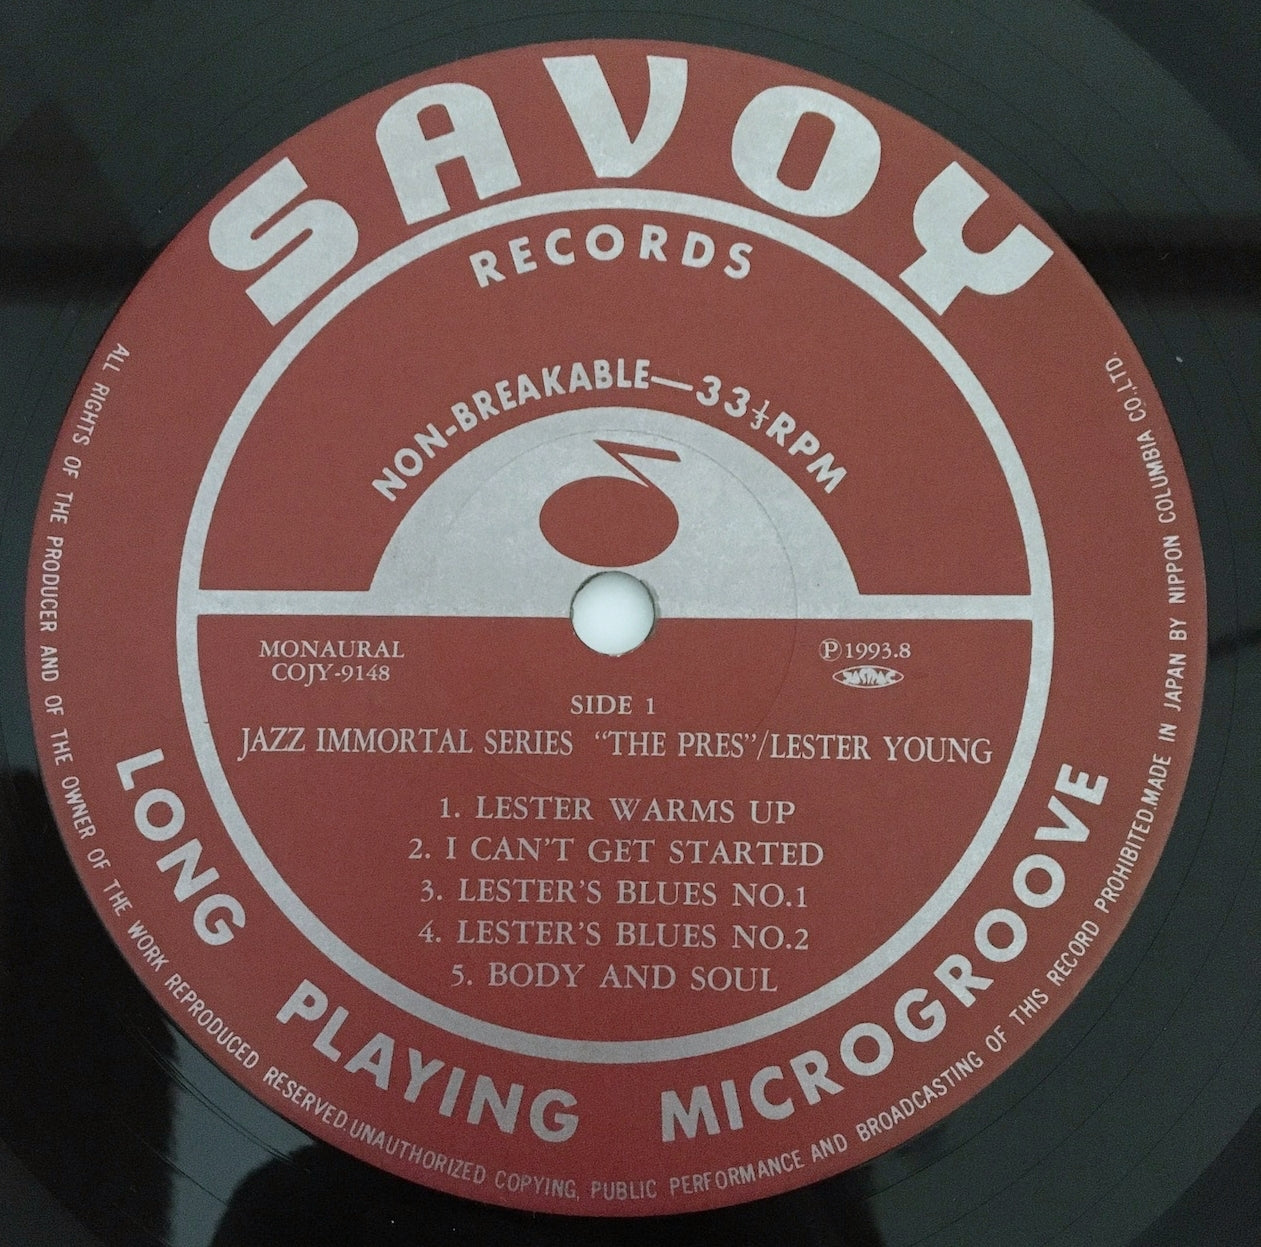 SAVOY
RECORDS
NON-BREAKABLE—33⅓RPM
MONAURAL
COJY-9148
Ⓟ1993.8
SIDE 1
JAZZ IMMORTAL SERIES “THE PRES”/LESTER YOUNG
1. LESTER WARMS UP
2. I CAN'T GET STARTED
3. LESTER'S BLUES NO.1
4. LESTER'S BLUES NO.2
5. BODY AND SOUL
LONG PLAYING MICROGROOVE
ALL RIGHTS OF THE PRODUCER AND OF THE OWNER OF THE WORK REPRODUCED RESERVED.UNAUTHORIZED COPYING, PUBLIC PERFORMANCE AND BROADCASTING OF THIS RECORD PROHIBITED.MADE IN JAPAN BY NIPPON COLUMBIA CO.,LTD.